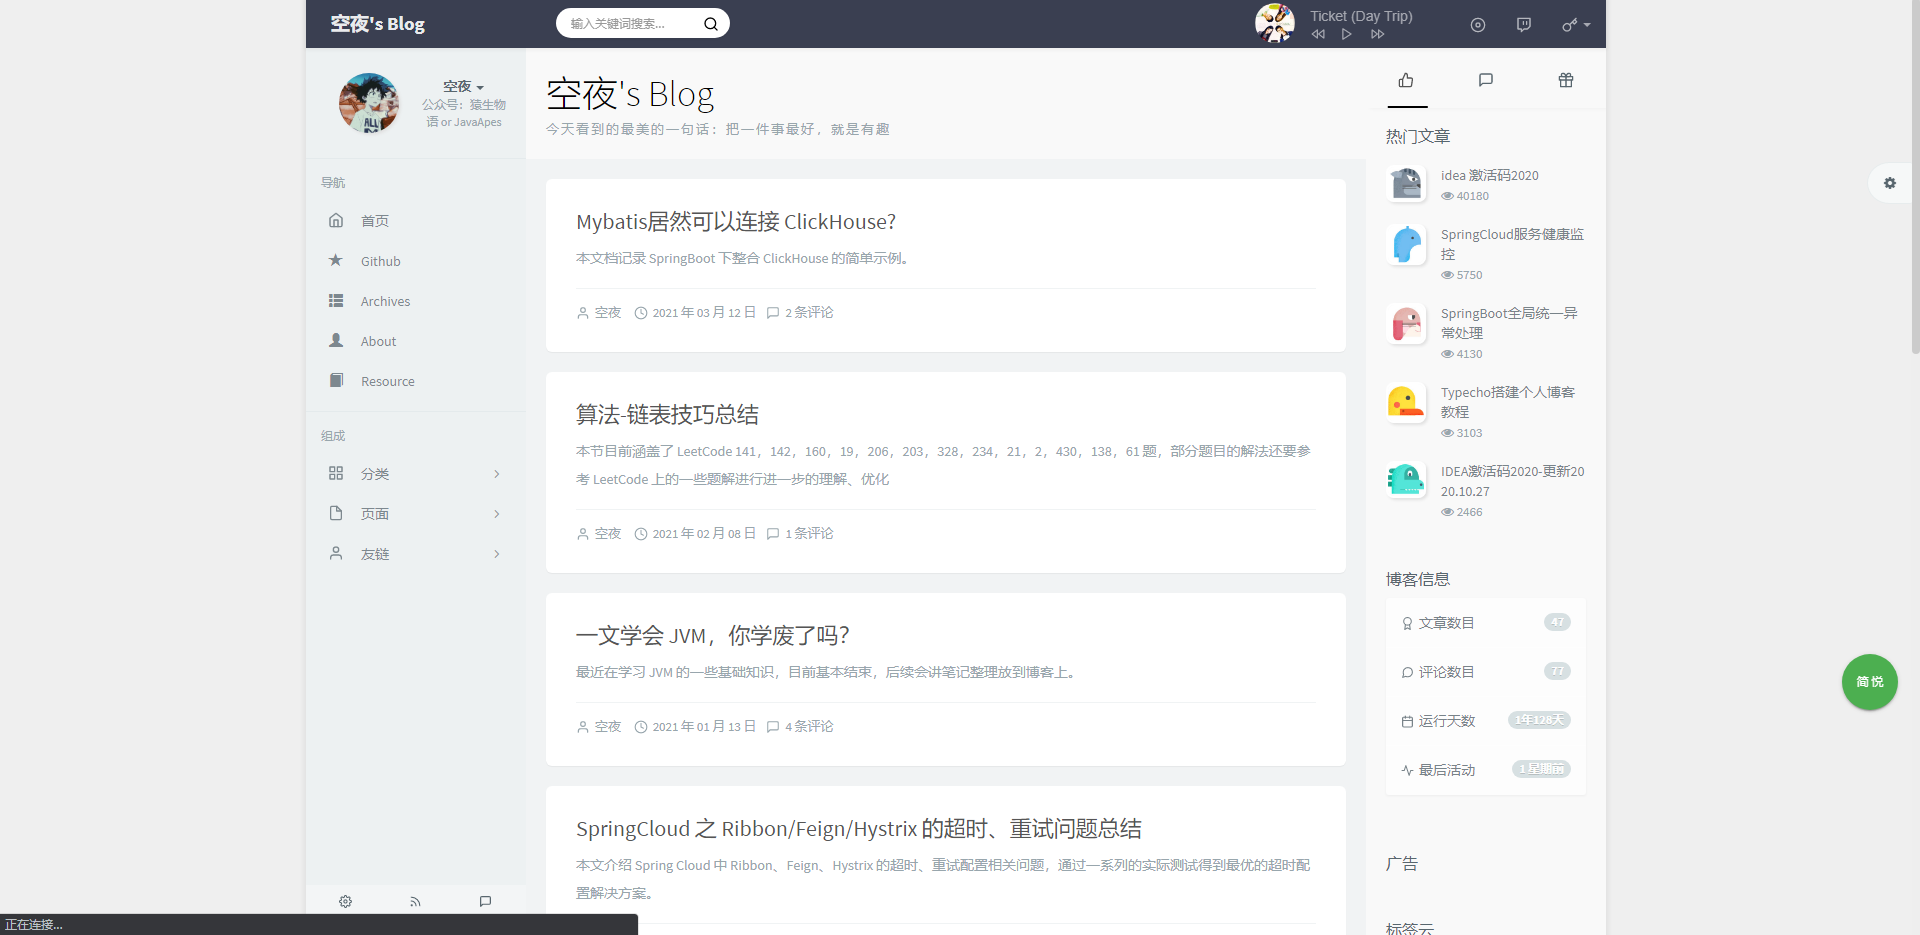 空夜's Blog
输入关键词搜索...
Ticket (Day Trip)
空夜
公众号：猿生物
语 or JavaApes
导航
首页
Github
Archives
About
Resource
组成
分类
页面
友链
空夜's Blog
今天看到的最美的一句话：把一件事最好，就是有趣
Mybatis居然可以连接 ClickHouse?
本文档记录 SpringBoot 下整合 ClickHouse 的简单示例。
空夜 2021 年 03 月 12 日 2 条评论
算法-链表技巧总结
本节目前涵盖了 LeetCode 141，142，160，19，206，203，328，234，21，2，430，138，61 题，部分题目的解法还要参
考 LeetCode 上的一些题解进行进一步的理解、优化
空夜 2021 年 02 月 08 日 1 条评论
一文学会 JVM，你学废了吗？
最近在学习 JVM 的一些基础知识，目前基本结束，后续会讲笔记整理放到博客上。
空夜 2021 年 01 月 13 日 4 条评论
SpringCloud 之 Ribbon/Feign/Hystrix 的超时、重试问题总结
本文介绍 Spring Cloud 中 Ribbon、Feign、Hystrix 的超时、重试配置相关问题，通过一系列的实际测试得到最优的超时配
置解决方案。
热门文章
idea 激活码2020
40180
SpringCloud服务健康监
控
5750
SpringBoot全局统一异
常处理
4130
Typecho搭建个人博客
教程
3103
IDEA激活码2020-更新20
20.10.27
2466
博客信息
文章数目 47
评论数目 77
运行天数 1年128天
最后活动 1 星期前
广告
标签云
简悦
正在连接...